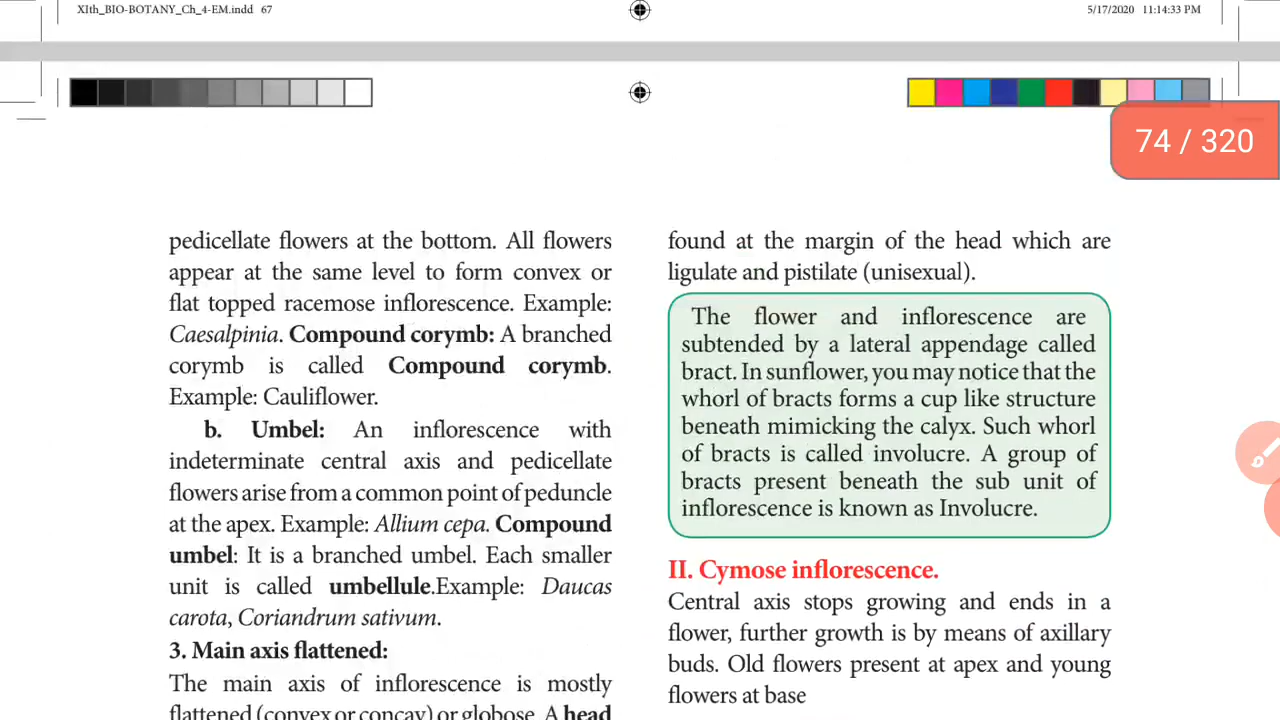 XIth_BIO-BOTANY_Ch_4-EM.indd 67
5/17/2020 11:14:33 PM
74 / 320
pedicellate flowers at the bottom. All flowers
appear at the same level to form convex or
flat topped racemose inflorescence. Example:
Caesalpinia. Compound corymb: A branched
corymb is called Compound corymb.
Example: Cauliflower.
b. Umbel: An inflorescence with
indeterminate central axis and pedicellate
flowers arise from a common point of peduncle
at the apex. Example: Allium cepa. Compound
umbel: It is a branched umbel. Each smaller
unit is called umbellule.Example: Daucas
carota, Coriandrum sativum.
3. Main axis flattened:
The main axis of inflorescence is mostly
flattened (convex or concav) or globose. A head
found at the margin of the head which are
ligulate and pistilate (unisexual).
The flower and inflorescence are
subtended by a lateral appendage called
bract. In sunflower, you may notice that the
whorl of bracts forms a cup like structure
beneath mimicking the calyx. Such whorl
of bracts is called involucre. A group of
bracts present beneath the sub unit of
inflorescence is known as Involucre.
II. Cymose inflorescence.
Central axis stops growing and ends in a
flower, further growth is by means of axillary
buds. Old flowers present at apex and young
flowers at base